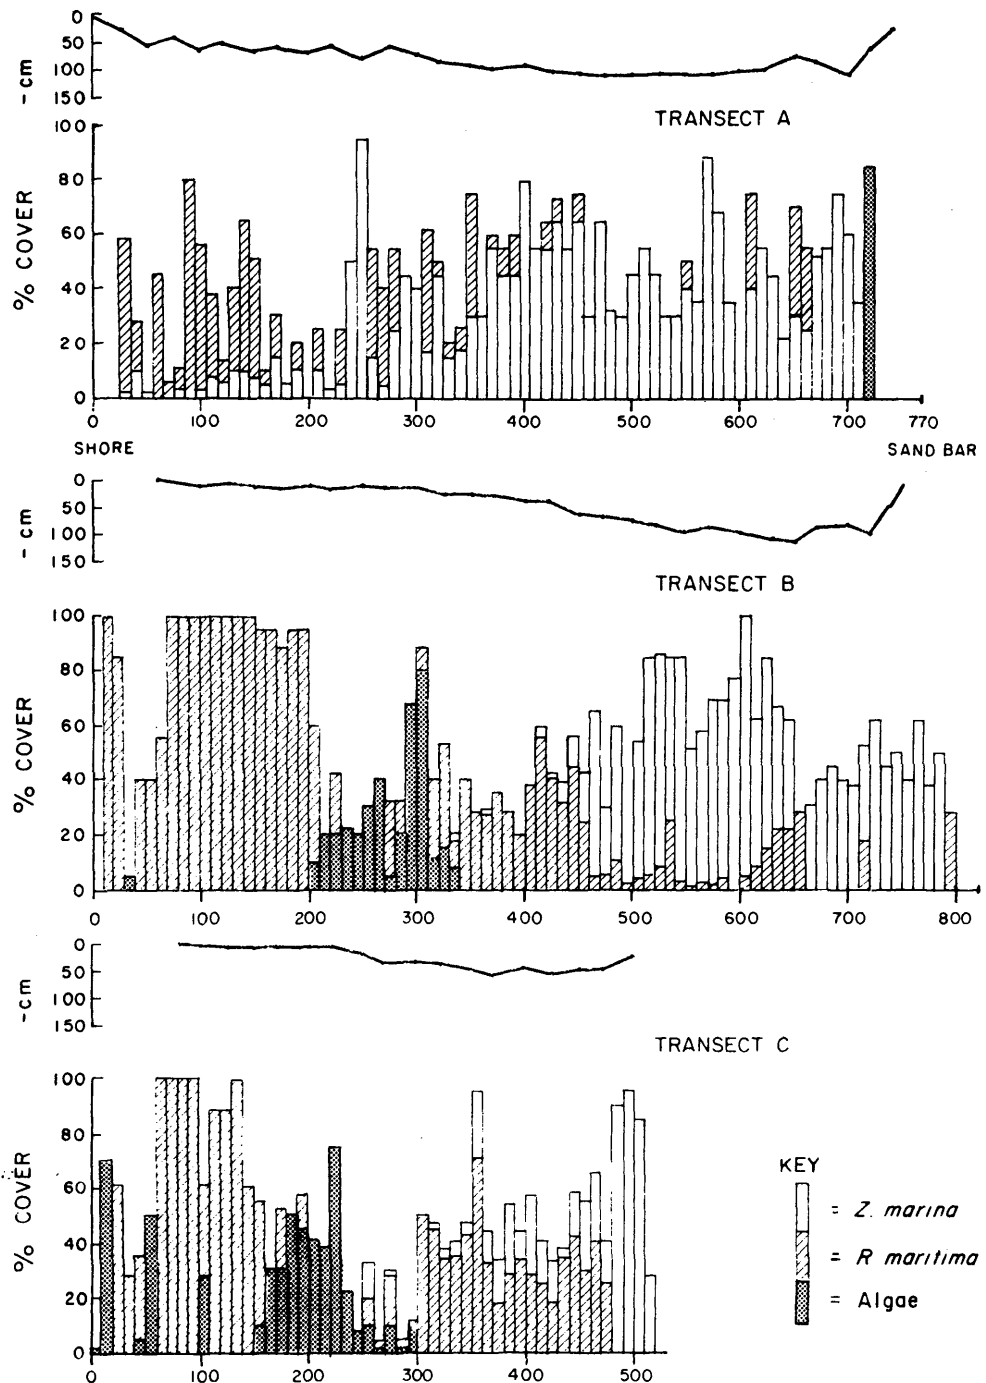 0
50
100
150
- cm
TRANSECT A
100
80
60
40
20
0
% COVER
0 100 200 300 400 500 600 700 770
SHORE SAND BAR
0
50
100
150
- cm
TRANSECT B
100
80
60
40
20
0
% COVER
0 100 200 300 400 500 600 700 800
0
50
100
150
- cm
TRANSECT C
100
80
60
40
20
0
% COVER
0 100 200 300 400 500
KEY
= Z. marina
= R maritima
= Algae